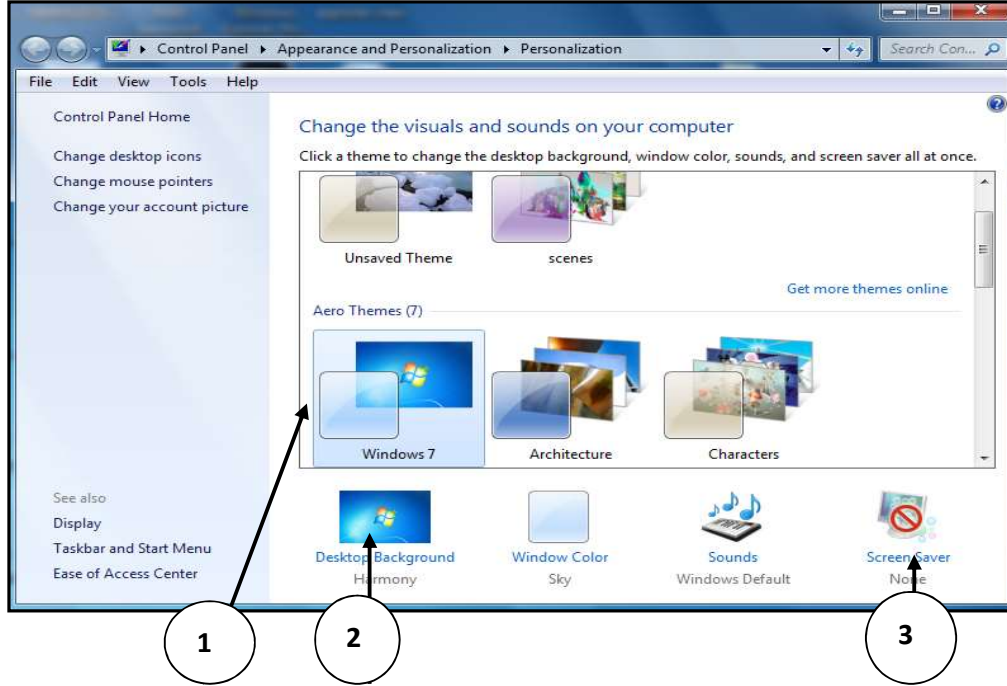 Control Panel Appearance and Personalization Personalization Search Con...
File Edit View Tools Help
Control Panel Home
Change desktop icons
Change mouse pointers
Change your account picture
See also
Display
Taskbar and Start Menu
Ease of Access Center
Change the visuals and sounds on your computer
Click a theme to change the desktop background, window color, sounds, and screen saver all at once.
Unsaved Theme scenes
Get more themes online
Aero Themes (7)
Windows 7 Architecture Characters
Desktop Background Window Color Sounds Screen Saver
Harmony Sky Windows Default None
1 2 3